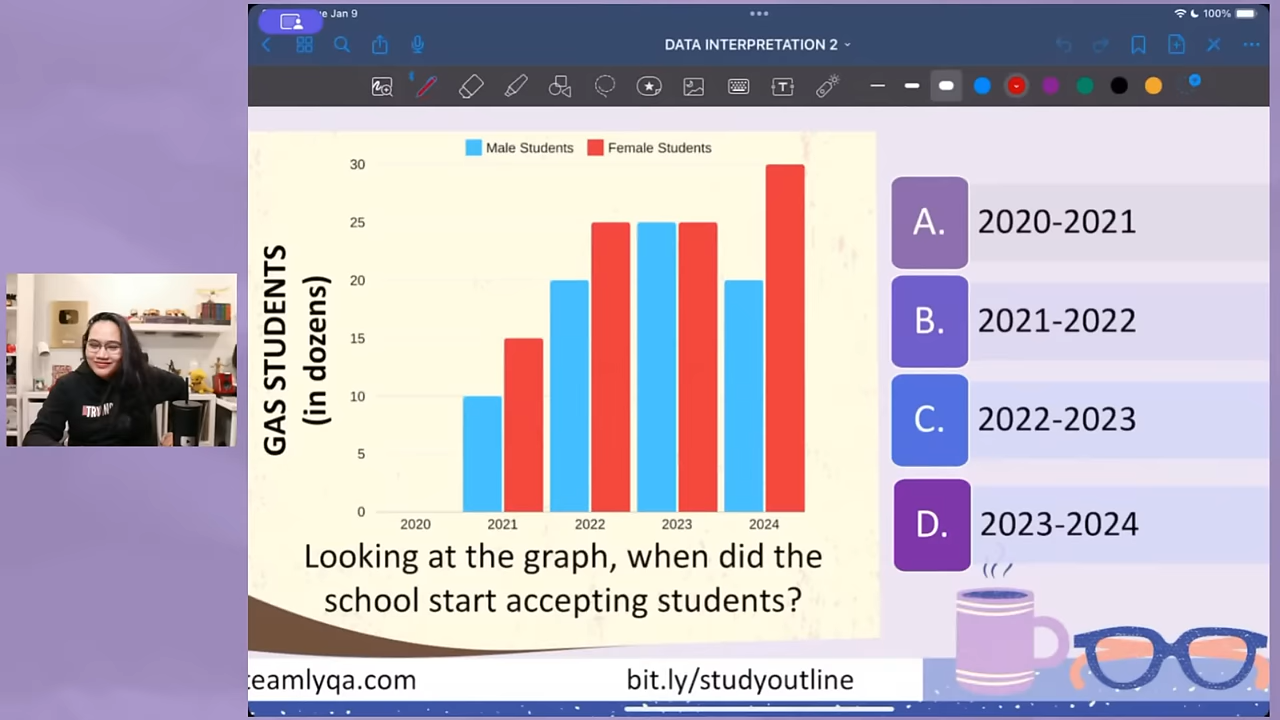 ue Jan 9
100%
DATA INTERPRETATION 2
Male Students Female Students
GAS STUDENTS
(in dozens)
30
25
20
15
10
5
0
2020 2021 2022 2023 2024
Looking at the graph, when did the
school start accepting students?
A. 2020-2021
B. 2021-2022
C. 2022-2023
D. 2023-2024
teamlyqa.com
bit.ly/studyoutline